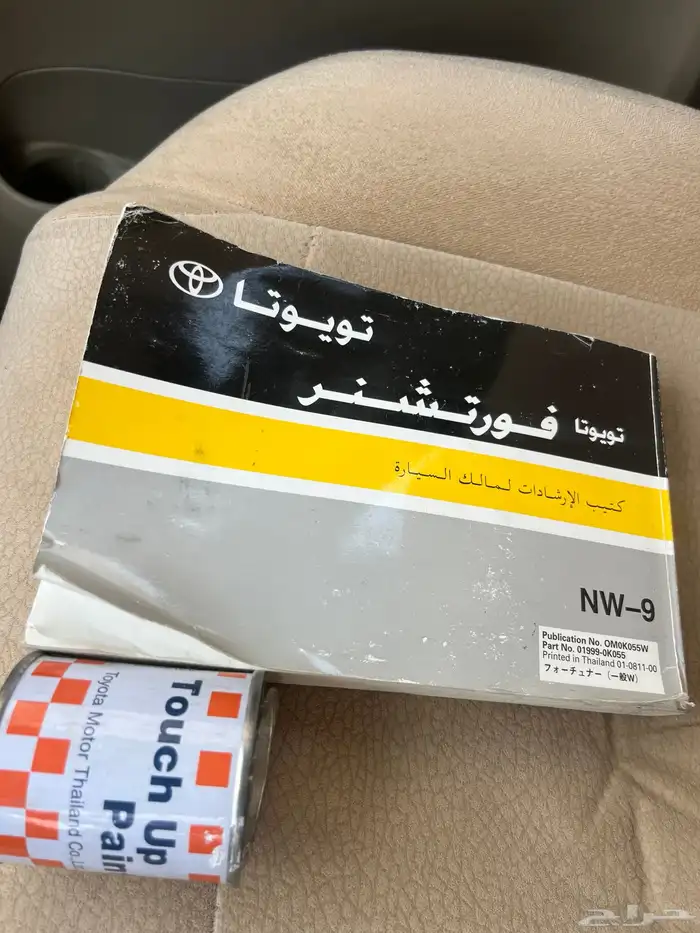 تويوتا
تويوتا فورتشنر
كتيب الإرشادات لمالك السيارة
NW–9
Publication No. OM0K055W
Part No. 01999-0K055
Printed in Thailand 01-0811-00
フォーチュナー (一般W)
Touch Up
Pain
Toyota Motor Thailand Co.,L
حراج